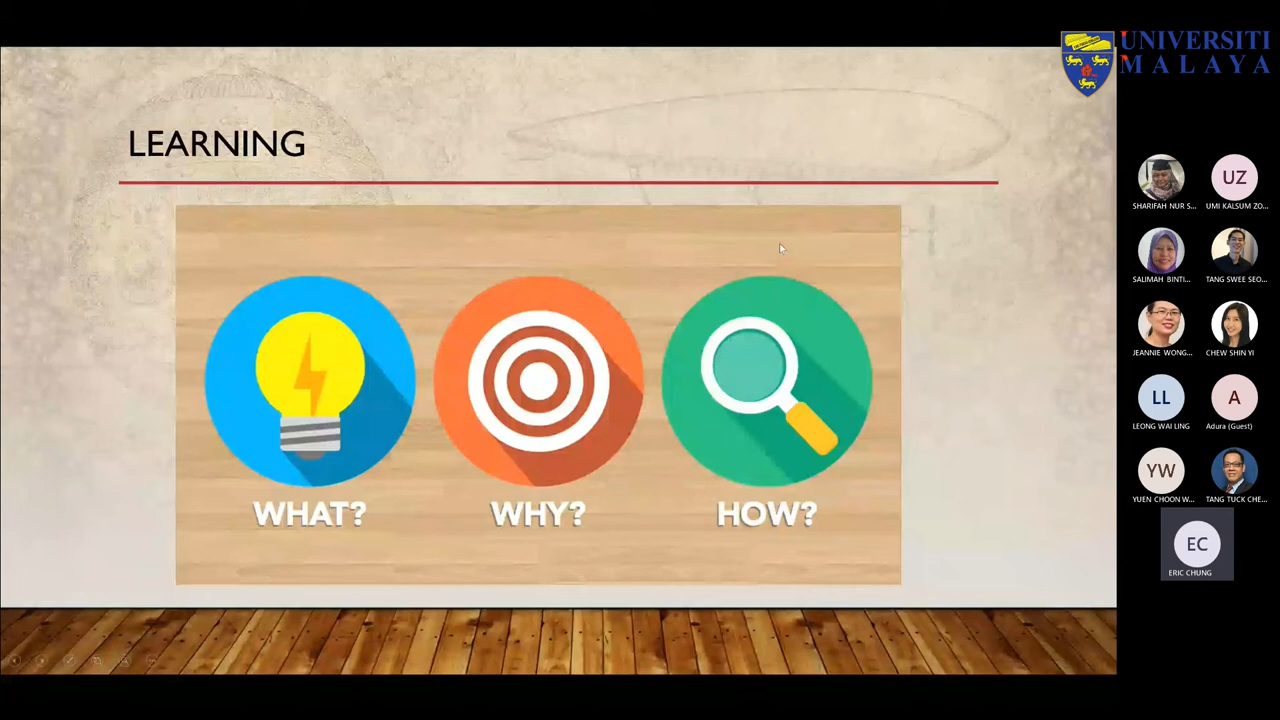 UNIVERSITI
MALAYA
LEARNING
WHAT?
WHY?
HOW?
SHARIFAH NUR S...
UZ
UMI KALSUM ZO...
SALIMAH BINTI...
TANG SWEE SEO...
JEANNIE WONG...
CHEW SHIN YI
LL
LEONG WAI LING
A
Adura (Guest)
YW
YUEN CHOON W...
TANG TUCK CHE...
EC
ERIC CHUNG